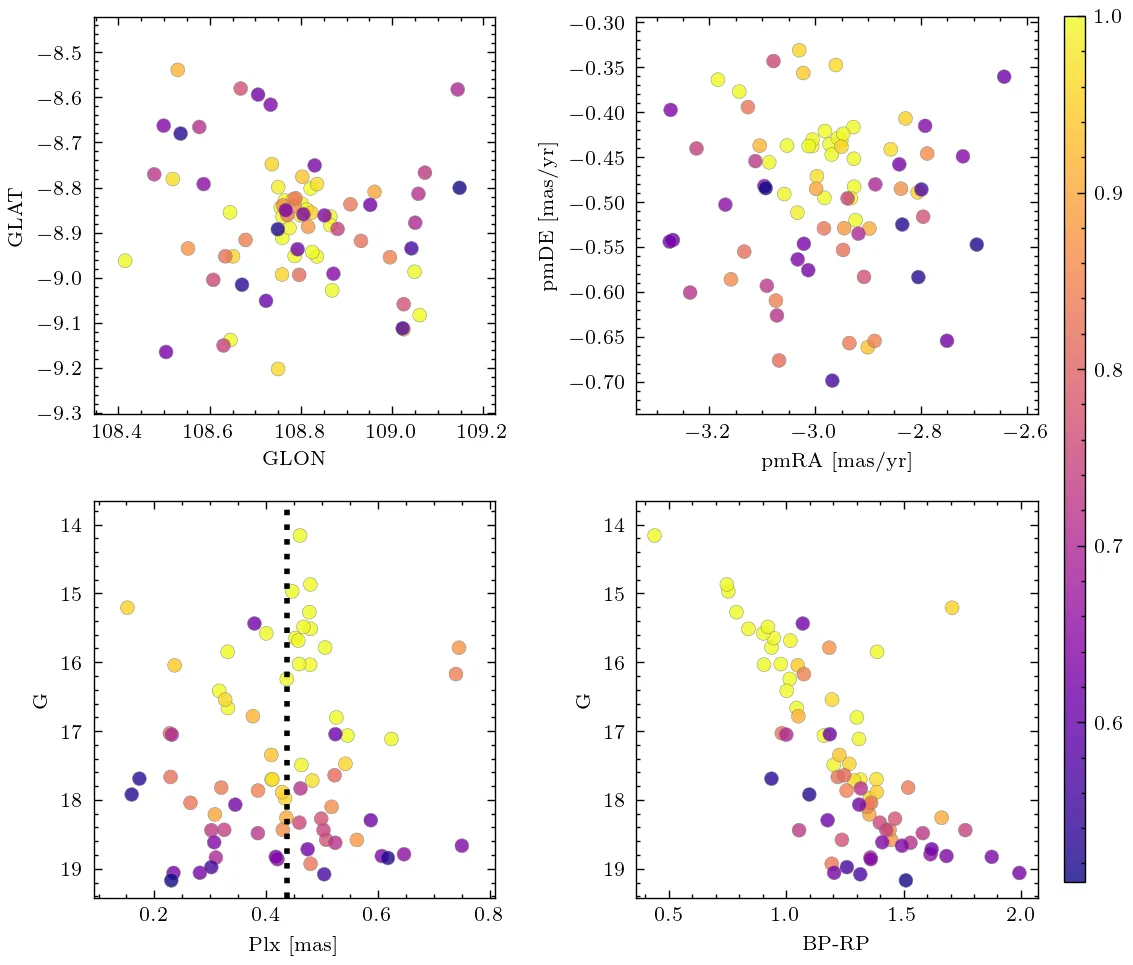 −8.5
−8.6
−8.7
−8.8
−8.9
−9.0
−9.1
−9.2
−9.3
GLAT
108.4 108.6 108.8 109.0 109.2
GLON
−0.30
−0.35
−0.40
−0.45
−0.50
−0.55
−0.60
−0.65
−0.70
pmDE [mas/yr]
−3.2 −3.0 −2.8 −2.6
pmRA [mas/yr]
14
15
16
17
18
19
G
0.2 0.4 0.6 0.8
Plx [mas]
14
15
16
17
18
19
G
0.5 1.0 1.5 2.0
BP-RP
1.0
0.9
0.8
0.7
0.6